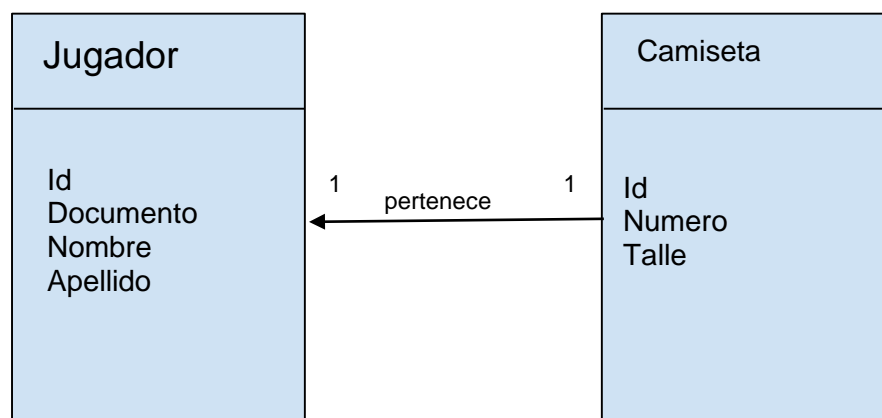 Jugador
Id
Documento
Nombre
Apellido
1
pertenece
1
Camiseta
Id
Numero
Talle